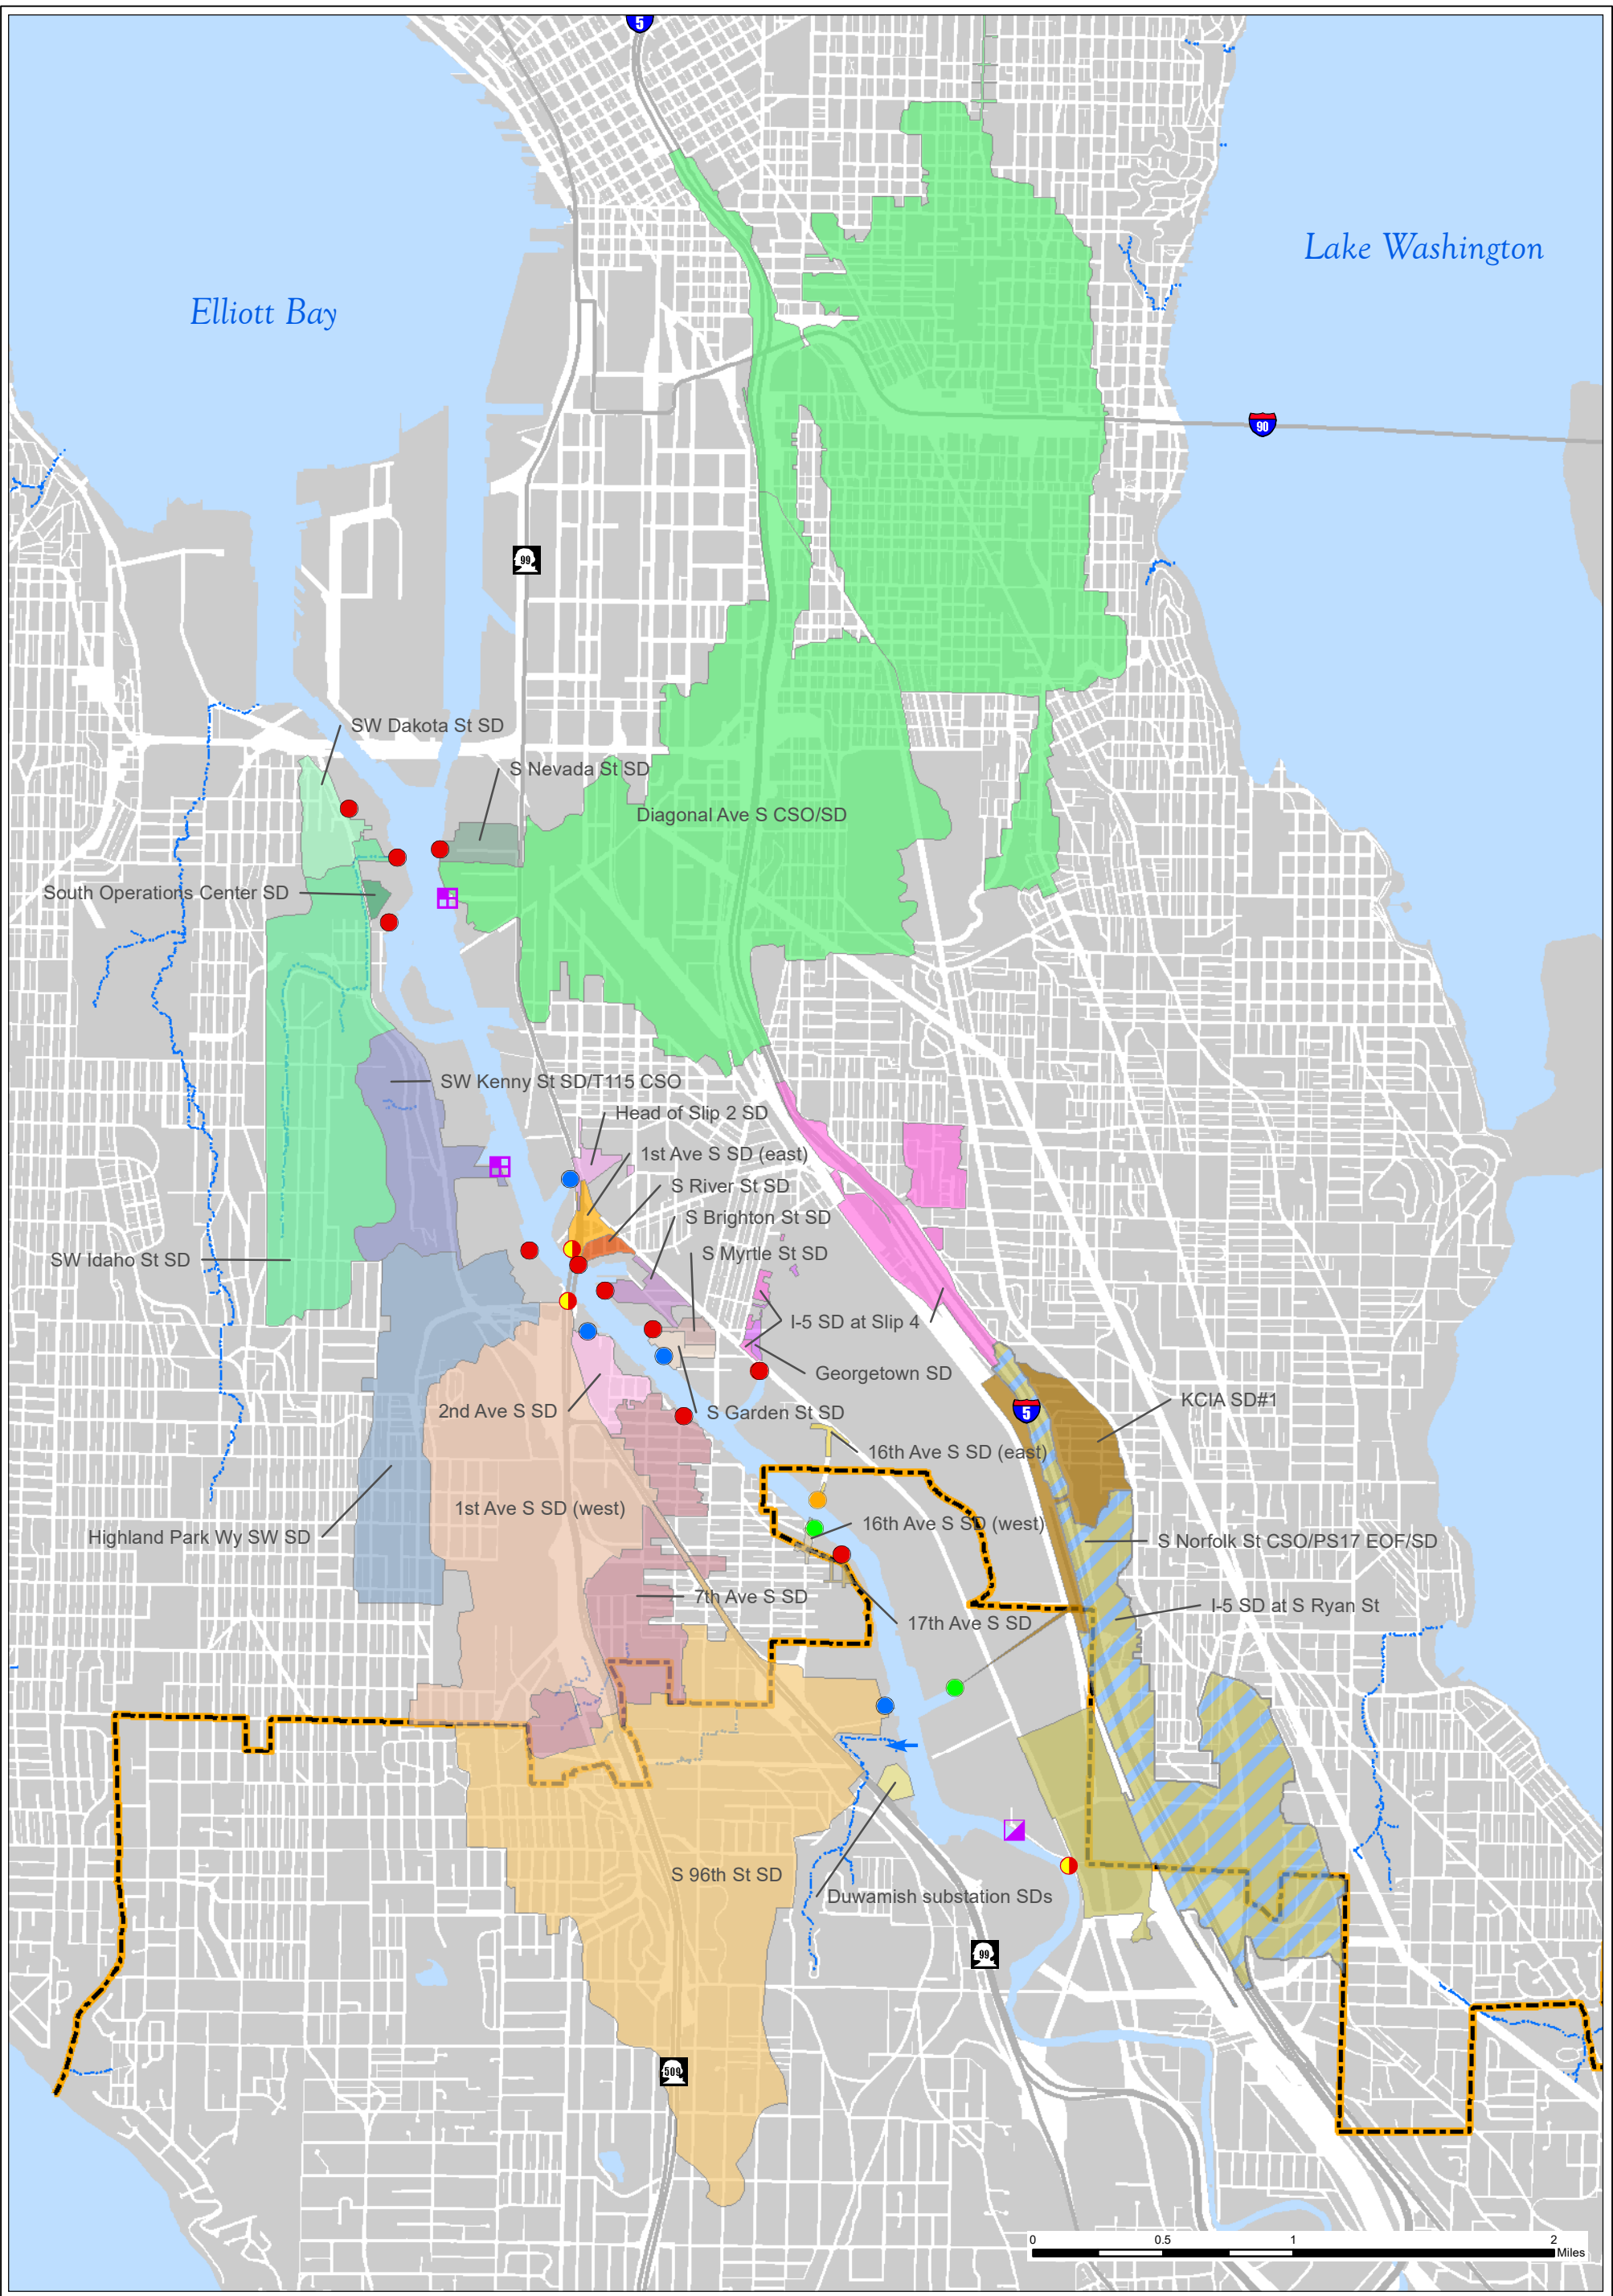 5
Lake Washington
Elliott Bay
90
99
SW Dakota St SD
S Nevada St SD
Diagonal Ave S CSO/SD
South Operations Center SD
SW Kenny St SD/T115 CSO
Head of Slip 2 SD
1st Ave S SD (east)
S River St SD
S Brighton St SD
S Myrtle St SD
SW Idaho St SD
I-5 SD at Slip 4
Georgetown SD
KCIA SD#1
5
2nd Ave S SD
S Garden St SD
16th Ave S SD (east)
1st Ave S SD (west)
16th Ave S SD (west)
Highland Park Wy SW SD
S Norfolk St CSO/PS17 EOF/SD
7th Ave S SD
I-5 SD at S Ryan St
17th Ave S SD
S 96th St SD
Duwamish substation SDs
99
509
0 0.5 1 2
Miles